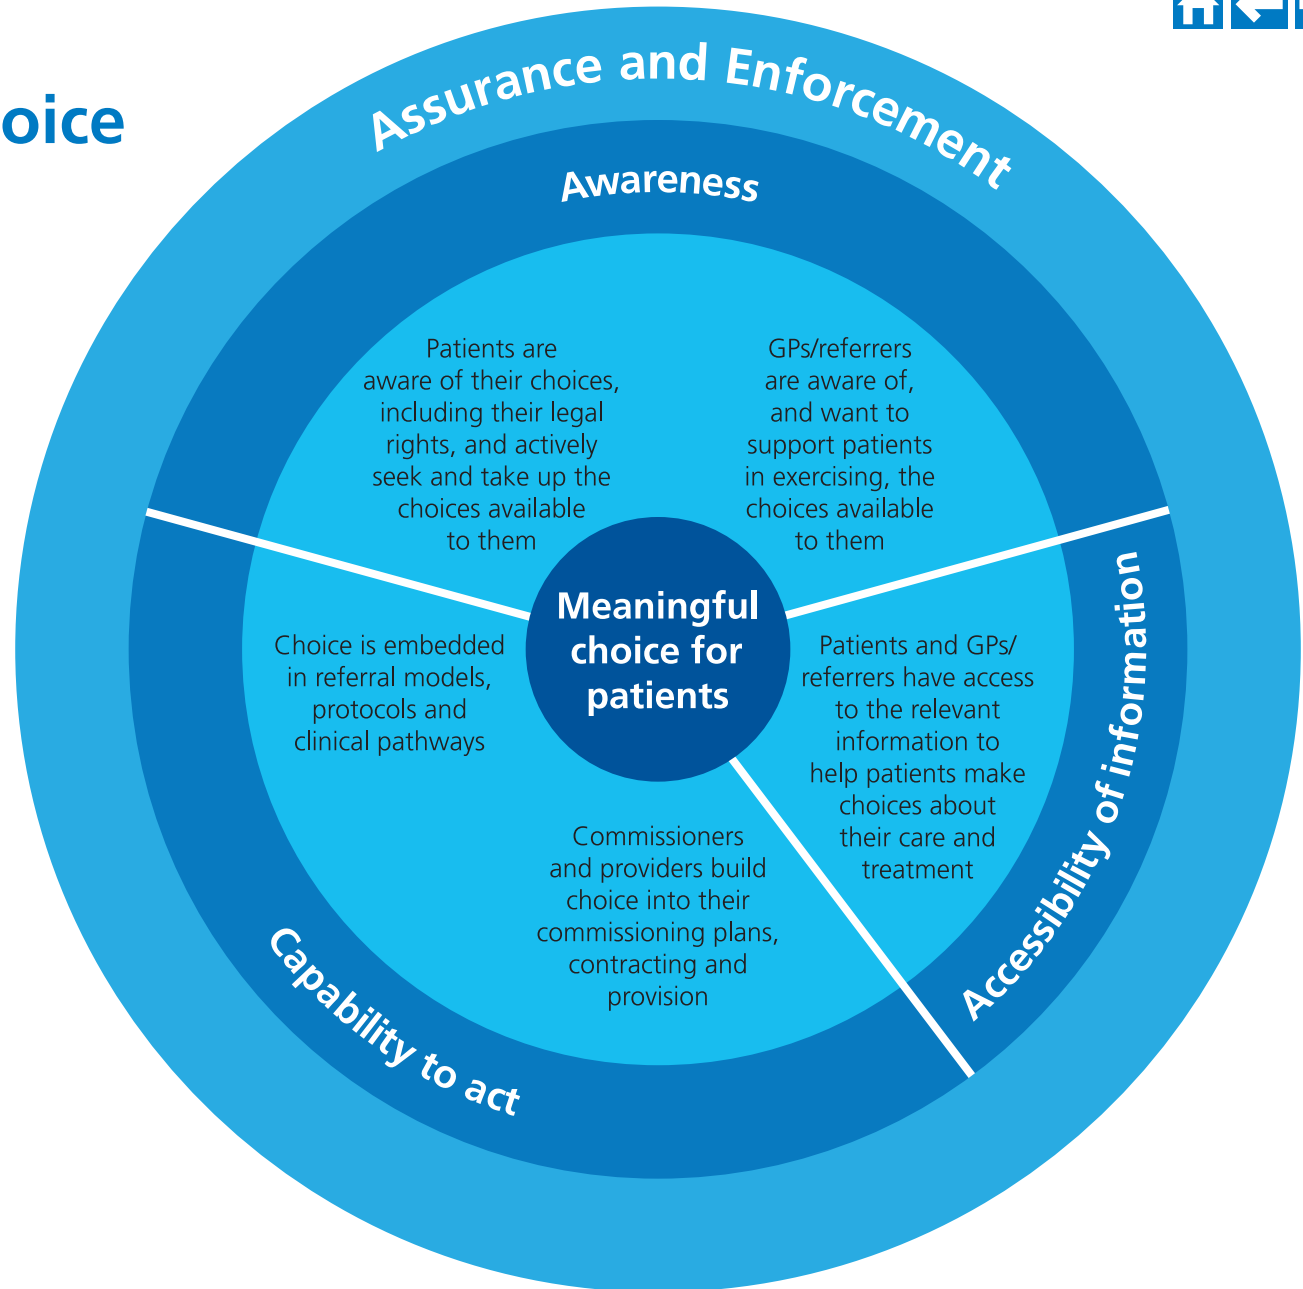 oice
Assurance and Enforcement
Awareness
Patients are
aware of their choices,
including their legal
rights, and actively
seek and take up the
choices available
to them
GPs/referrers
are aware of,
and want to
support patients
in exercising, the
choices available
to them
Meaningful
choice for
patients
Choice is embedded
in referral models,
protocols and
clinical pathways
Patients and GPs/
referrers have access
to the relevant
information to
help patients make
choices about
their care and
treatment
Commissioners
and providers build
choice into their
commissioning plans,
contracting and
provision
Accessibility of information
Capability to act